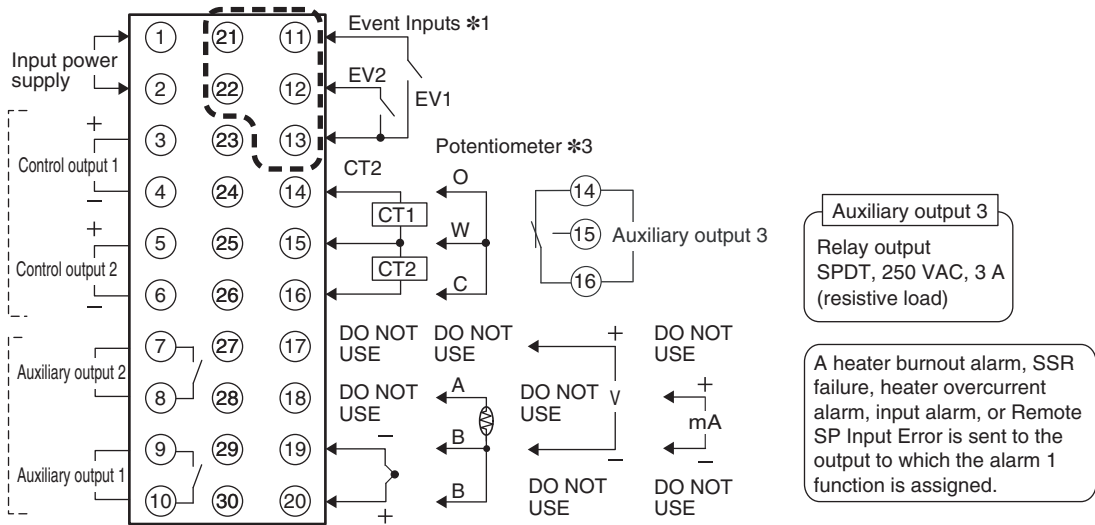 Event Inputs ✻1
1 21 11
Input power
supply
2 22 12
EV2
EV1
+
3 23 13
Control output 1
Potentiometer ✻3
CT2
4 24 14
−
CT1
O
14
+
5 25 15
W
15 Auxiliary output 3
Control output 2
CT2
6 26 16
−
C
16
Auxiliary output 3
Relay output
SPDT, 250 VAC, 3 A
(resistive load)
7 27 17
DO NOT
USE
DO NOT
USE
+
DO NOT
USE
Auxiliary output 2
8 28 18
DO NOT
USE
A
DO NOT
USE
V
+
mA
−
9 29 19
−
B
−
Auxiliary output 1
10 30 20
+
B
DO NOT
USE
DO NOT
USE
A heater burnout alarm, SSR
failure, heater overcurrent
alarm, input alarm, or Remote
SP Input Error is sent to the
output to which the alarm 1
function is assigned.